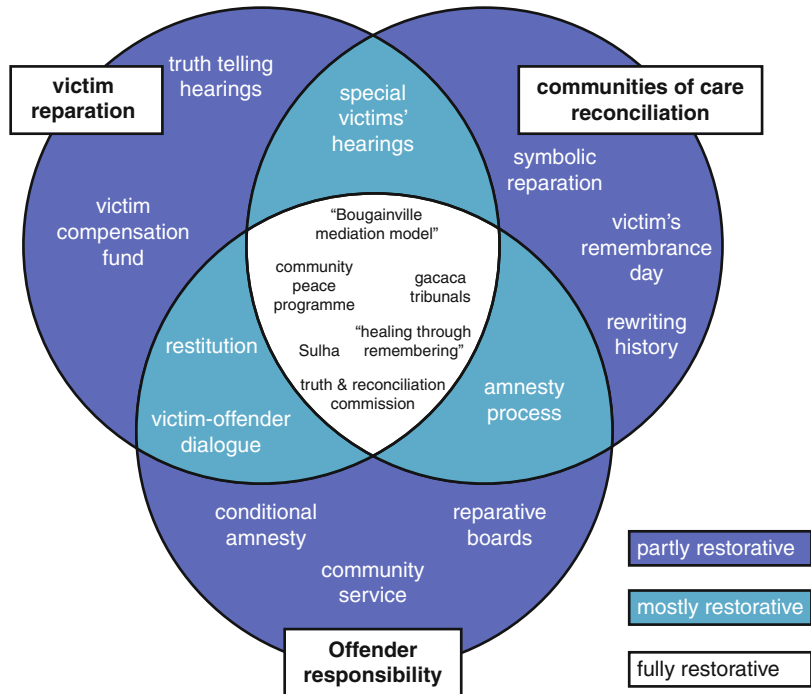 victim
reparation
truth telling
hearings
special
victims’
hearings
communities of care
reconciliation
symbolic
reparation
victim’s
remembrance
day
rewriting
history
victim
compensation
fund
“Bougainville
mediation model”
community
peace
programme
gacaca
tribunals
Sulha
“healing through
remembering”
truth & reconciliation
commission
restitution
victim-offender
dialogue
amnesty
process
conditional
amnesty
reparative
boards
community
service
Offender
responsibility
partly restorative
mostly restorative
fully restorative